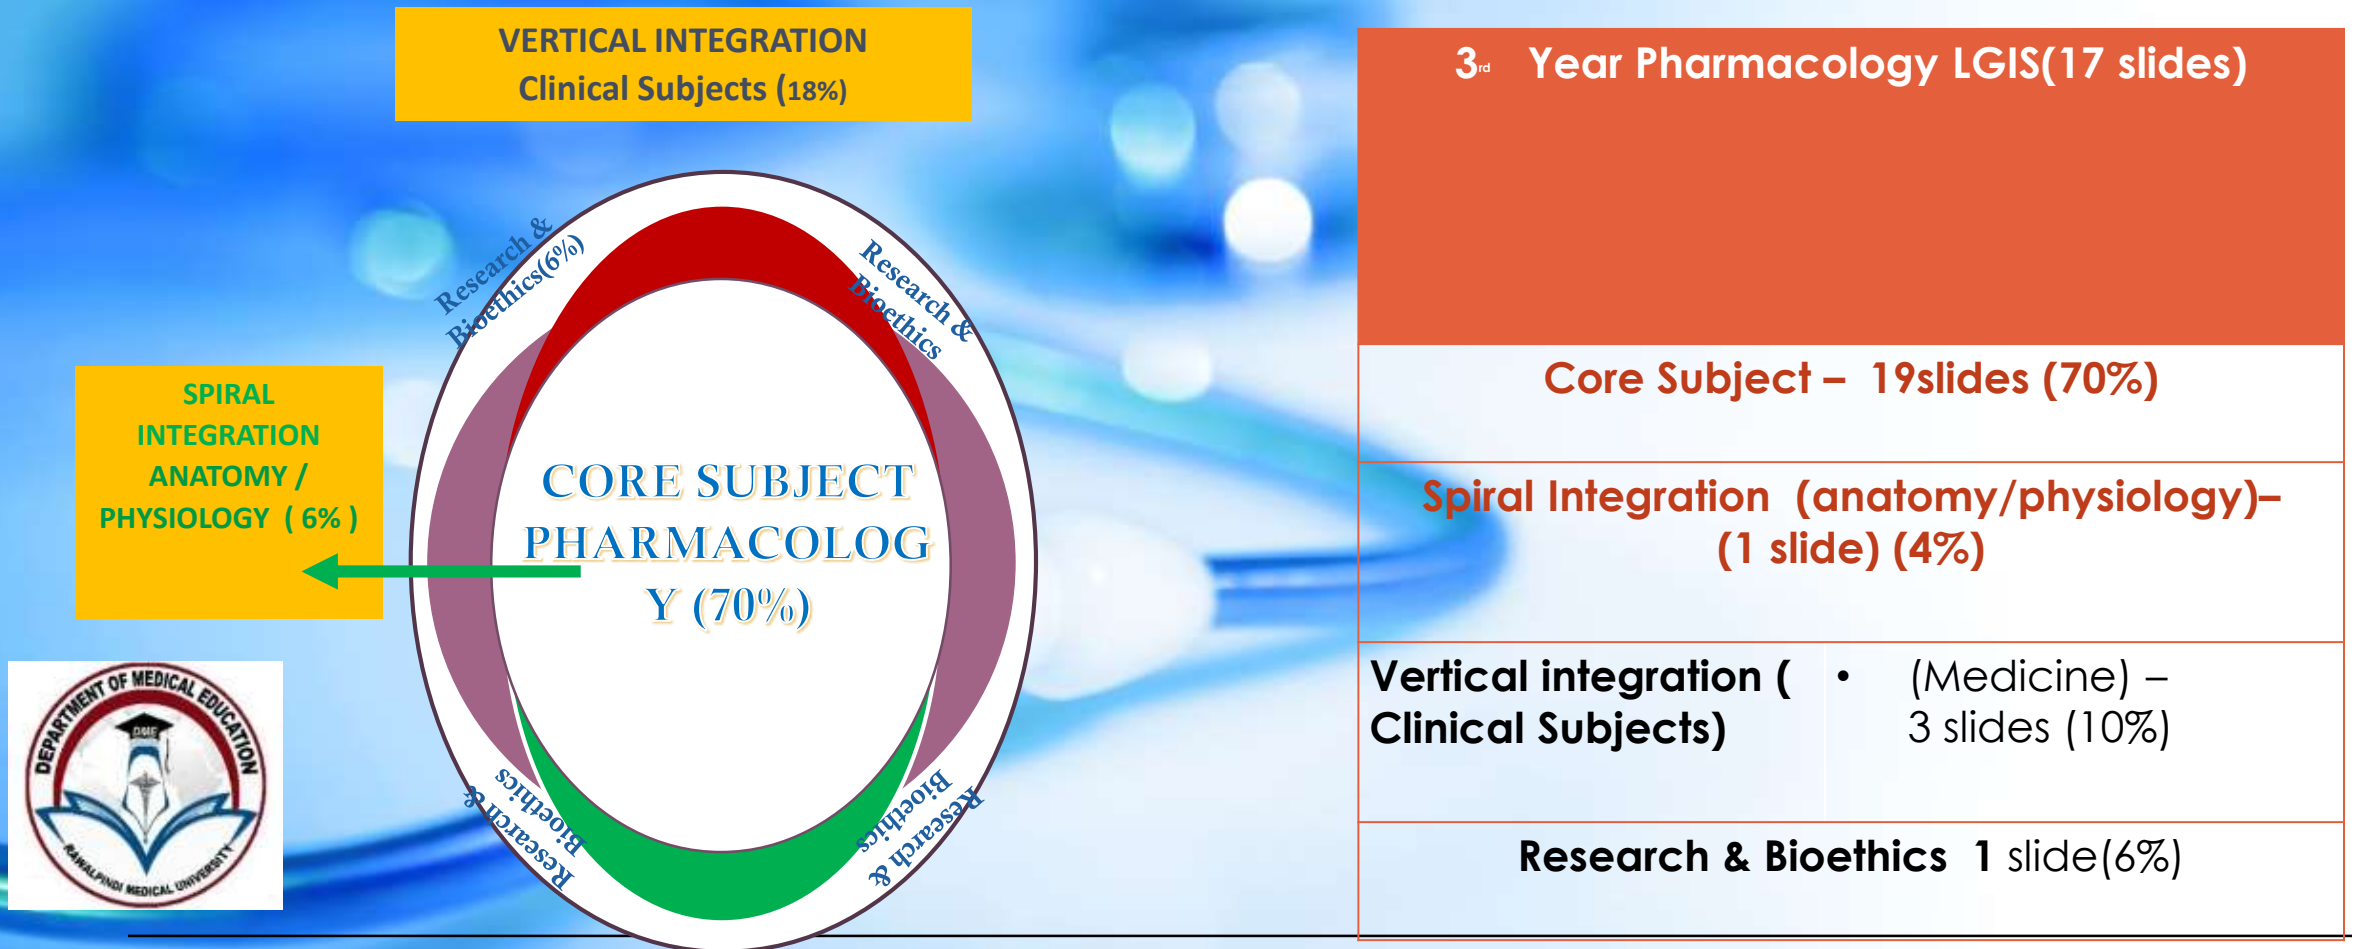 VERTICAL INTEGRATION
Clinical Subjects (18%)
3rd Year Pharmacology LGIS(17 slides)
Core Subject – 19slides (70%)
Spiral Integration (anatomy/physiology)–
(1 slide) (4%)
Vertical integration (
Clinical Subjects)
• (Medicine) –
3 slides (10%)
Research & Bioethics 1 slide(6%)
Research &
Bioethics(6%)
Research &
Bioethics
SPIRAL
INTEGRATION
ANATOMY /
PHYSIOLOGY ( 6% )
CORE SUBJECT
PHARMACOLOG
Y (70%)
Research &
Bioethics
Research &
Bioethics
DEPARTMENT OF MEDICAL EDUCATION
DME
RAWALPINDI MEDICAL UNIVERSITY